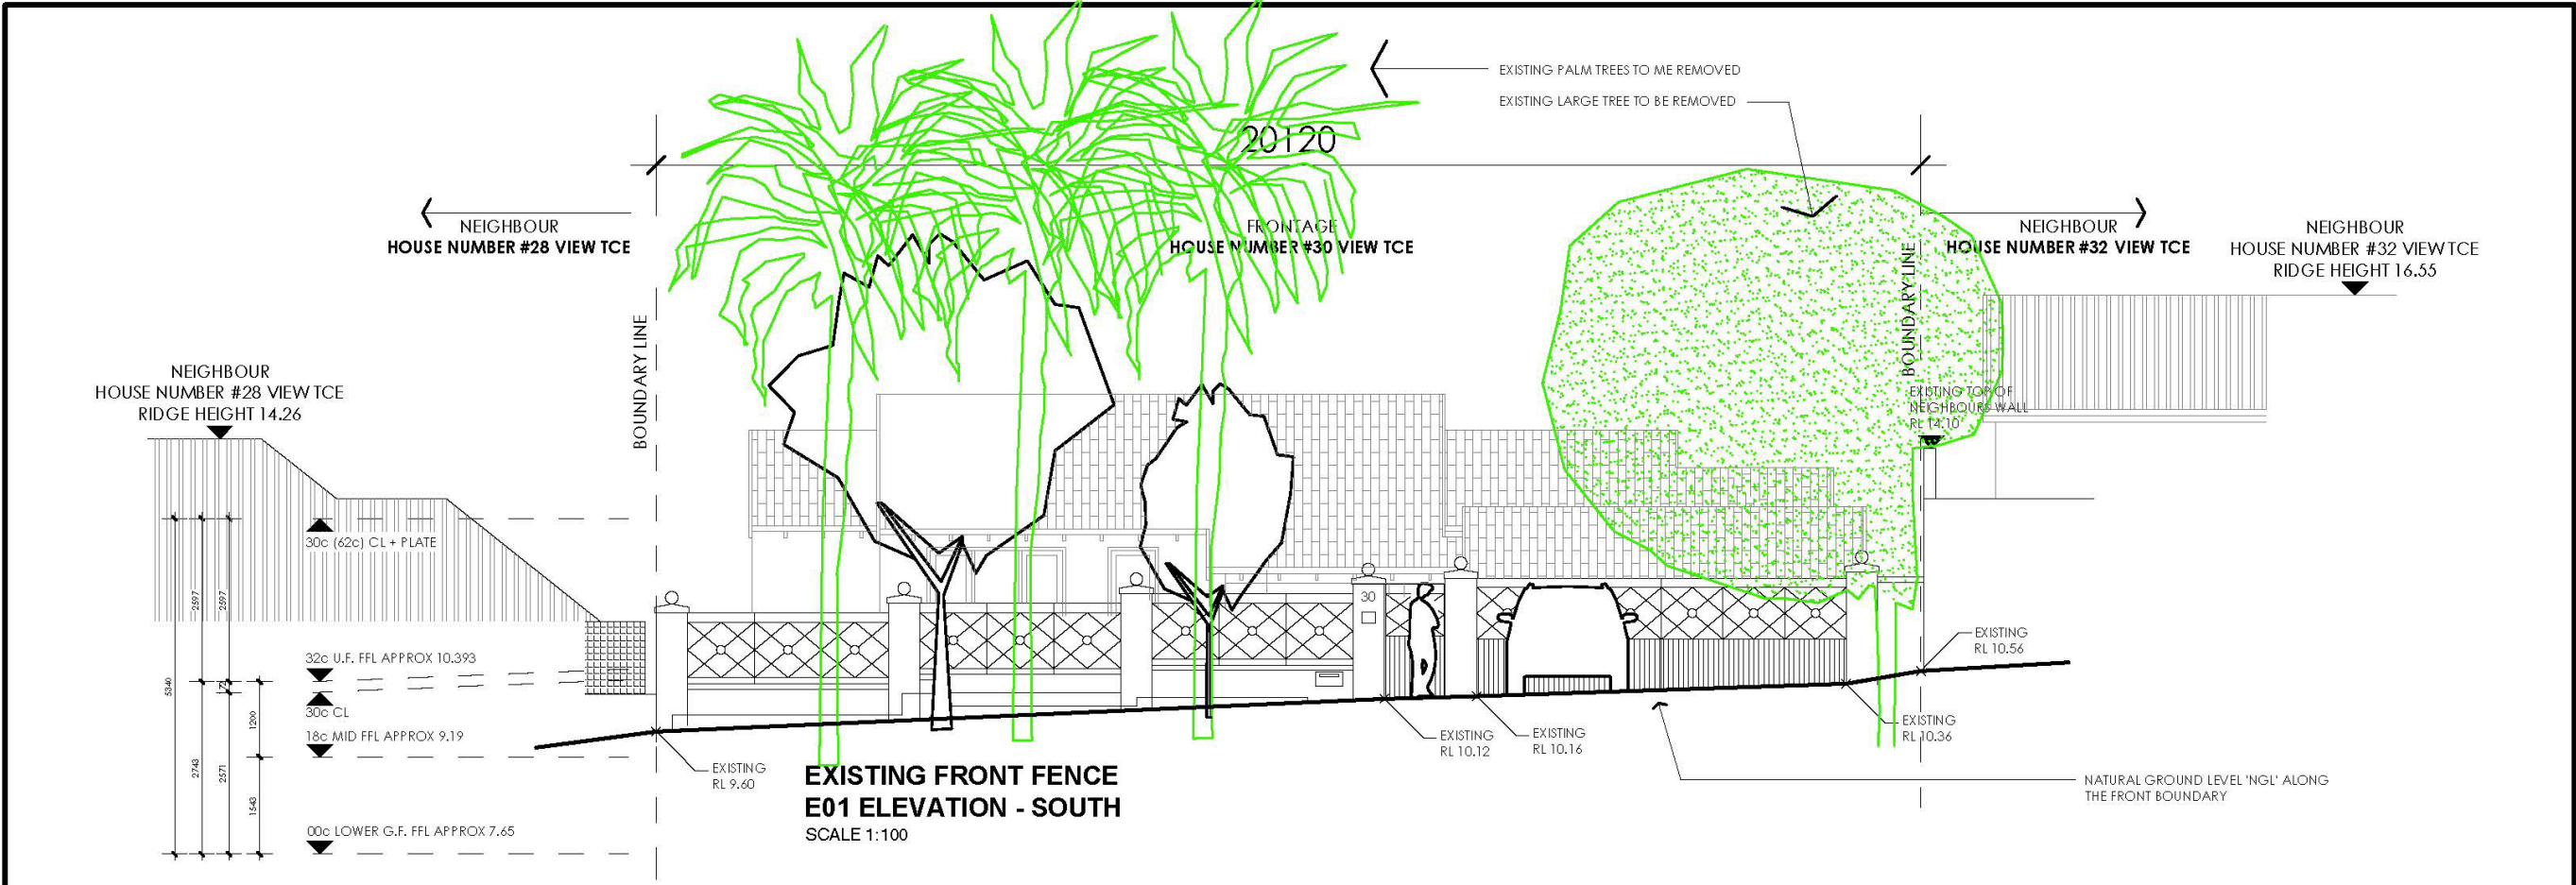 EXISTING PALM TREES TO ME REMOVED
EXISTING LARGE TREE TO BE REMOVED
20120
NEIGHBOUR
HOUSE NUMBER #28 VIEW TCE
FRONTAGE
HOUSE NUMBER #30 VIEW TCE
NEIGHBOUR
HOUSE NUMBER #32 VIEW TCE
NEIGHBOUR
HOUSE NUMBER #32 VIEW TCE
RIDGE HEIGHT 16.55
BOUNDARY LINE
BOUNDARY LINE
NEIGHBOUR
HOUSE NUMBER #28 VIEW TCE
RIDGE HEIGHT 14.26
EXISTING TOP OF
NEIGHBOURS WALL
RL 14.10
30c (62c) CL + PLATE
2597
2597
30
32c U.F. FFL APPROX 10.393
5340
172
30c CL
1200
18c MID FFL APPROX 9.19
2743
2571
1543
00c LOWER G.F. FFL APPROX 7.65
EXISTING
RL 9.60
EXISTING
RL 10.12
EXISTING
RL 10.16
EXISTING
RL 10.36
EXISTING
RL 10.56
NATURAL GROUND LEVEL 'NGL' ALONG
THE FRONT BOUNDARY
EXISTING FRONT FENCE
E01 ELEVATION - SOUTH
SCALE 1:100